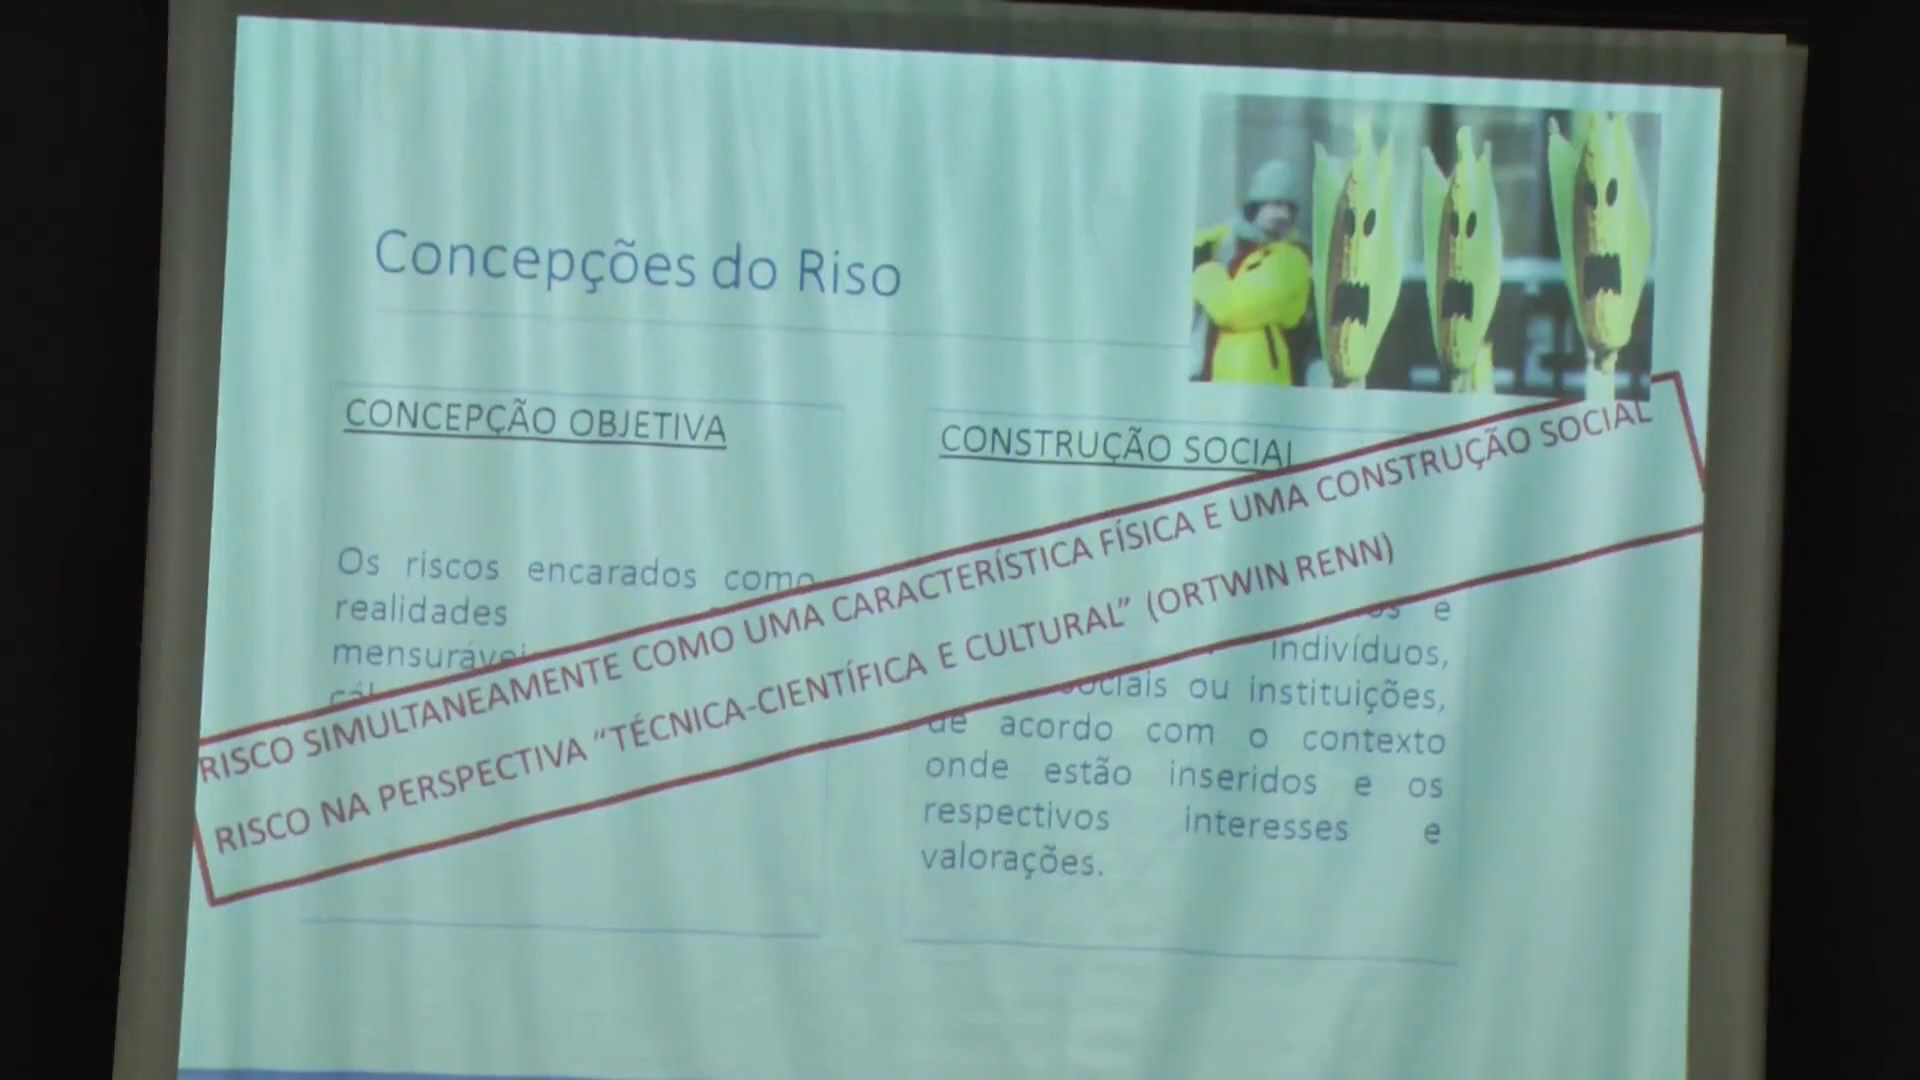 Concepções do Riso
CONCEPÇÃO OBJETIVA
Os riscos encarados como
realidades
mensurávei
CONSTRUÇÃO SOCIAL
e
indivíduos,
ou instituições,
de acordo com o contexto
onde estão inseridos e os
respectivos interesses e
valorações.
RISCO SIMULTANEAMENTE COMO UMA CARACTERÍSTICA FÍSICA E UMA CONSTRUÇÃO SOCIAL
RISCO NA PERSPECTIVA “TÉCNICA-CIENTÍFICA E CULTURAL” (ORTWIN RENN)